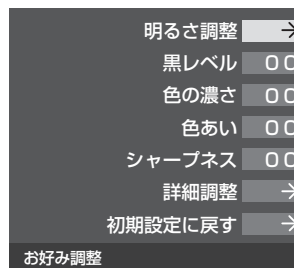 明るさ調整 →
黒レベル 00
色の濃さ 00
色あい 00
シャープネス 00
詳細調整 →
初期設定に戻す →
お好み調整